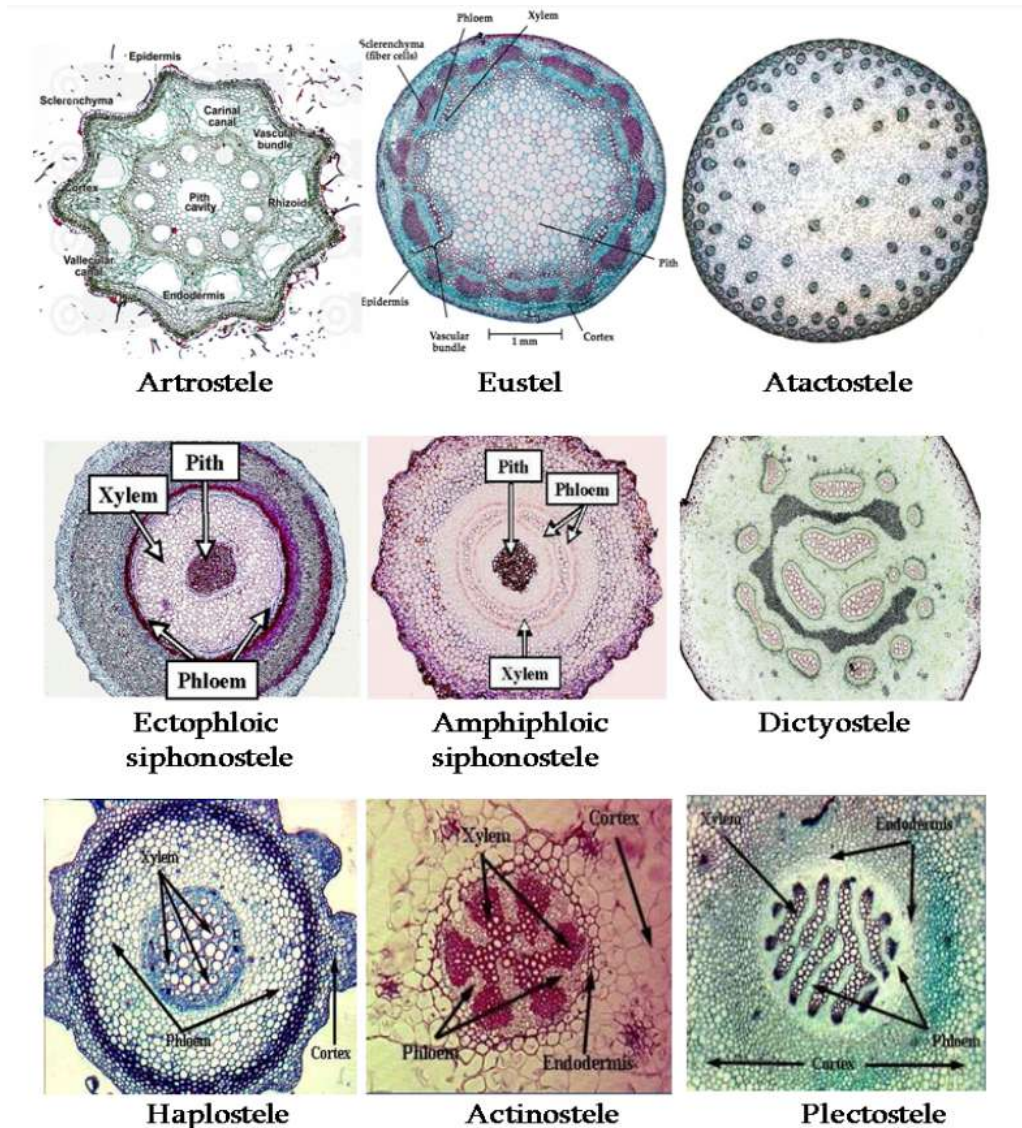 Epidermis
Sclerenchyma
Carinal
canal
Vascular
bundle
Cortex
Pith
cavity
Rhizoids
Vallecular
canal
Endodermis
Artrostele
Phloem
Xylem
Sclerenchyma
(fiber cells)
Pith
Epidermis
Vascular
bundle
1 mm
Cortex
Eustel
Atactostele
Pith
Xylem
Phloem
Ectophloic
siphonostele
Pith
Phloem
Xylem
Amphiphloic
siphonostele
Dictyostele
Xylem
Phloem
Cortex
Haplostele
Cortex
Xylem
Phloem
Endodermis
Actinostele
Xylem
Endodermis
Phloem
Cortex
Plectostele